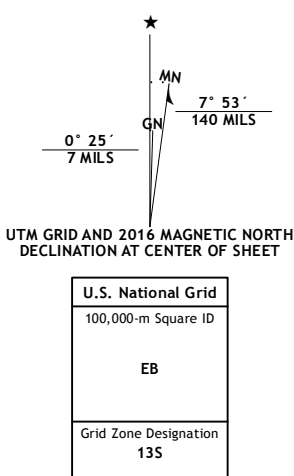 ★
MN
7° 53´
140 MILS
GN
0° 25´
7 MILS
UTM GRID AND 2016 MAGNETIC NORTH
DECLINATION AT CENTER OF SHEET
U.S. National Grid
100,000-m Square ID
EB
Grid Zone Designation
13S